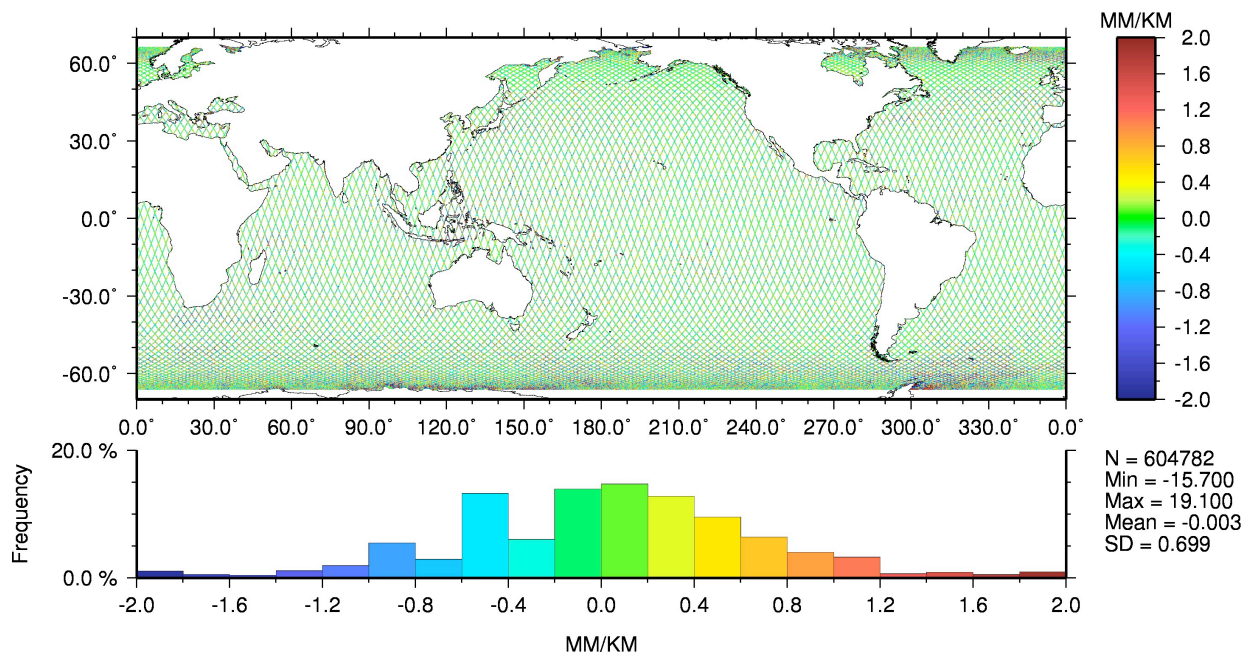 MM/KM
60.0˚
30.0˚
0.0˚
-30.0˚
-60.0˚
2.0
1.6
1.2
0.8
0.4
0.0
-0.4
-0.8
-1.2
-1.6
-2.0
0.0˚ 30.0˚ 60.0˚ 90.0˚ 120.0˚ 150.0˚ 180.0˚ 210.0˚ 240.0˚ 270.0˚ 300.0˚ 330.0˚ 0.0˚
20.0 %
0.0 %
Frequency
N = 604782
Min = -15.700
Max = 19.100
Mean = -0.003
SD = 0.699
-2.0 -1.6 -1.2 -0.8 -0.4 0.0 0.4 0.8 1.2 1.6 2.0
MM/KM